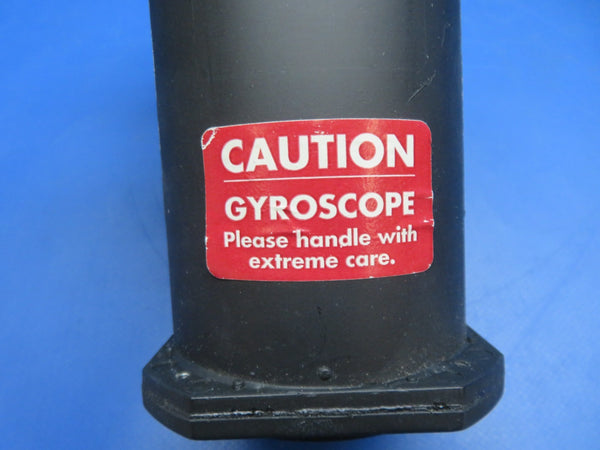 CAUTION
GYROSCOPE
Please handle with
extreme care.